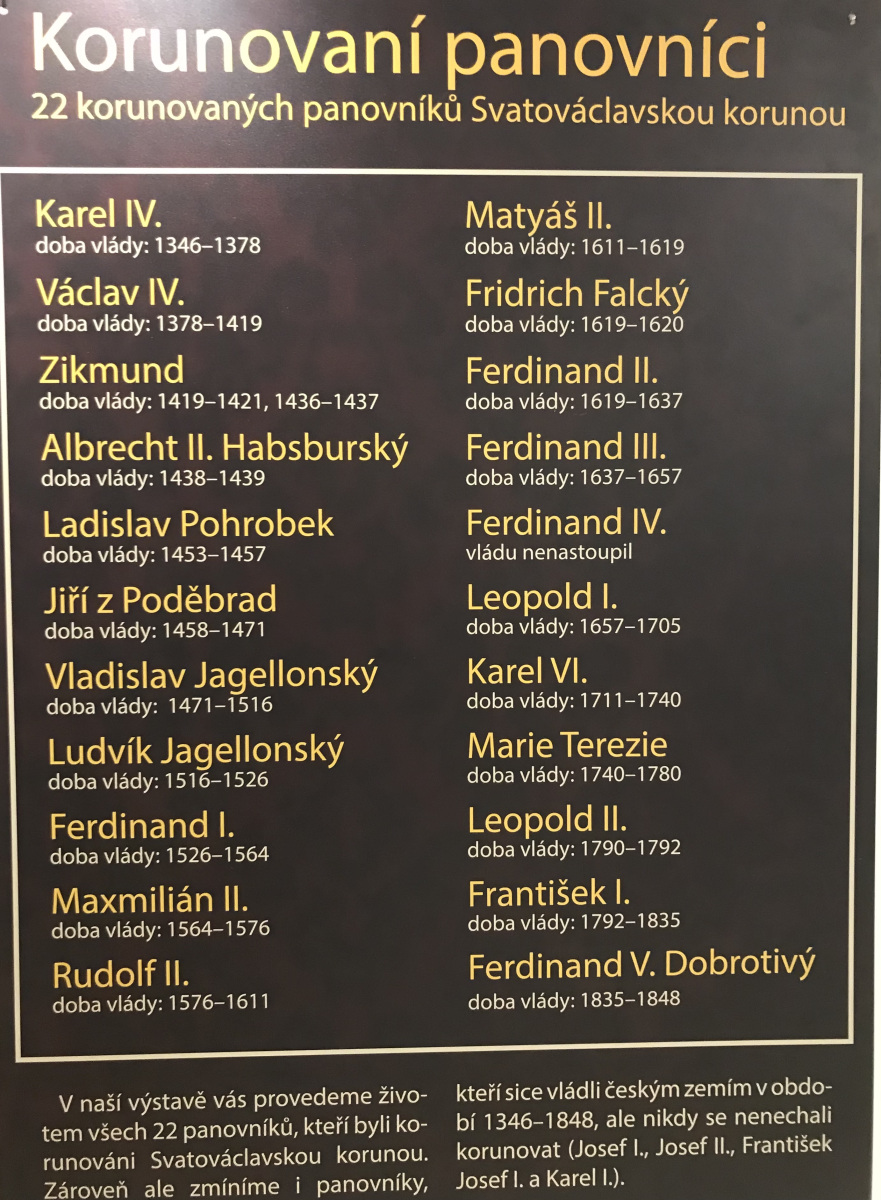 Korunovaní panovníci
22 korunovaných panovníků Svatováclavskou korunou
Karel IV.
doba vlády: 1346–1378
Václav IV.
doba vlády: 1378–1419
Zikmund
doba vlády: 1419–1421, 1436–1437
Albrecht II. Habsburský
doba vlády: 1438–1439
Ladislav Pohrobek
doba vlády: 1453–1457
Jiří z Poděbrad
doba vlády: 1458–1471
Vladislav Jagellonský
doba vlády: 1471–1516
Ludvík Jagellonský
doba vlády: 1516–1526
Ferdinand I.
doba vlády: 1526–1564
Maxmilián II.
doba vlády: 1564–1576
Rudolf II.
doba vlády: 1576–1611
Matyáš II.
doba vlády: 1611–1619
Fridrich Falcký
doba vlády: 1619–1620
Ferdinand II.
doba vlády: 1619–1637
Ferdinand III.
doba vlády: 1637–1657
Ferdinand IV.
vládu nenastoupil
Leopold I.
doba vlády: 1657–1705
Karel VI.
doba vlády: 1711–1740
Marie Terezie
doba vlády: 1740–1780
Leopold II.
doba vlády: 1790–1792
František I.
doba vlády: 1792–1835
Ferdinand V. Dobrotivý
doba vlády: 1835–1848
V naší výstavě vás provedeme živo-
tem všech 22 panovníků, kteří byli ko-
runováni Svatováclavskou korunou.
Zároveň ale zmíníme i panovníky,
kteří sice vládli českým zemím v obdo-
bí 1346–1848, ale nikdy se nenechali
korunovat (Josef I., Josef II., František
Josef I. a Karel I.).